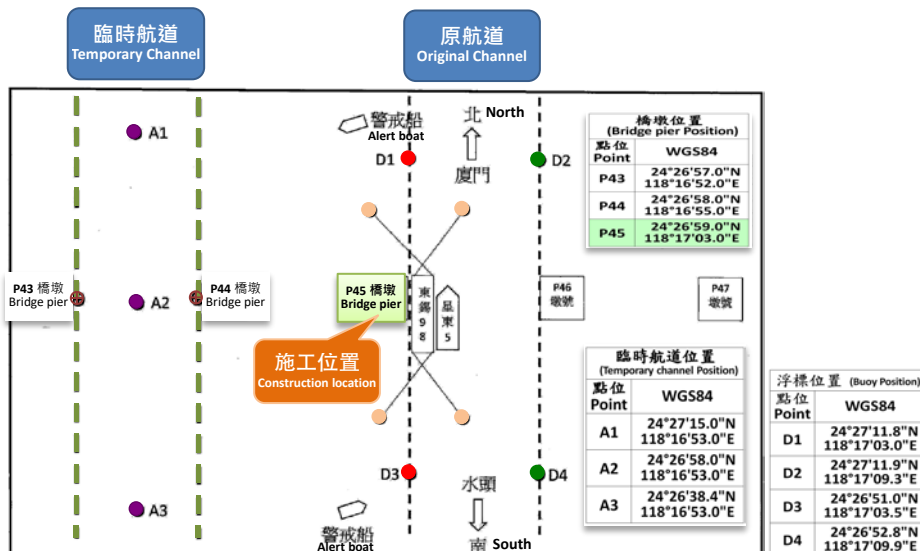 臨時航道
Temporary Channel
原航道
Original Channel
A1
警戒船
Alert boat
D1
北 North
廈門
D2
橋墩位置
(Bridge pier Position)
點位
Point
WGS84
P43
24°26'57.0"N
118°16'52.0"E
P44
24°26'58.0"N
118°16'55.0"E
P45
24°26'59.0"N
118°17'03.0"E
P43 橋墩
Bridge pier
A2
P44 橋墩
Bridge pier
P45 橋墩
Bridge pier
東錫98
昱東5
P46
墩號
P47
墩號
施工位置
Construction location
臨時航道位置
(Temporary channel Position)
點位
Point
WGS84
A1
24°27'15.0"N
118°16'53.0"E
A2
24°26'58.0"N
118°16'53.0"E
A3
24°26'38.4"N
118°16'53.0"E
浮標位置 (Buoy Position)
點位
Point
WGS84
D1
24°27'11.8"N
118°17'03.0"E
D2
24°27'11.9"N
118°17'09.3"E
D3
24°26'51.0"N
118°17'03.5"E
D4
24°26'52.8"N
118°17'09.9"E
A3
D3
水頭
D4
警戒船
Alert boat
南 South